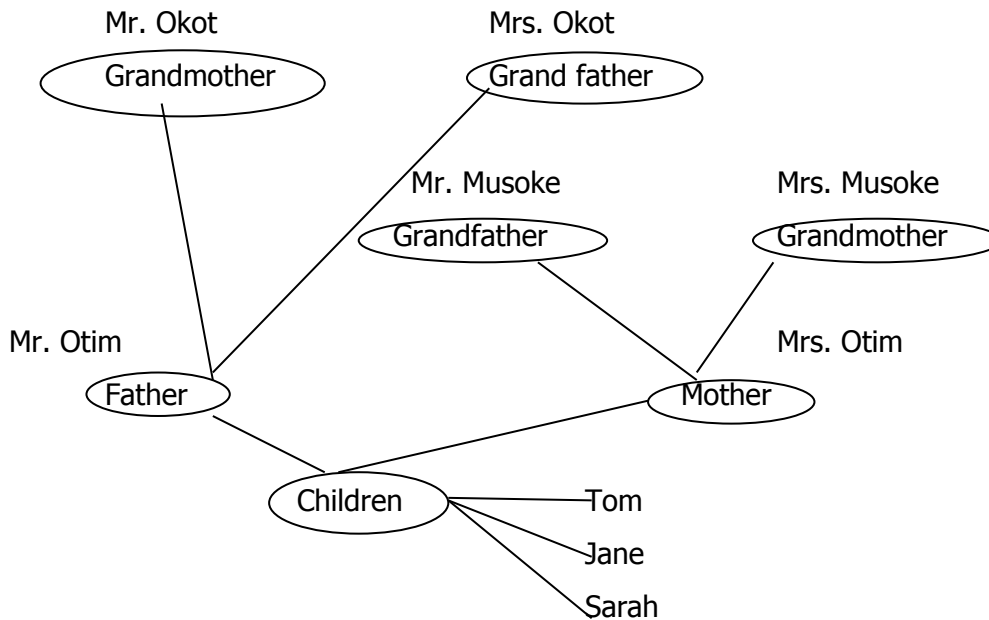 Mr. Okot
Mrs. Okot
Grandmother
Grand father
Mr. Musoke
Mrs. Musoke
Grandfather
Grandmother
Mr. Otim
Mrs. Otim
Father
Mother
Children
Tom
Jane
Sarah